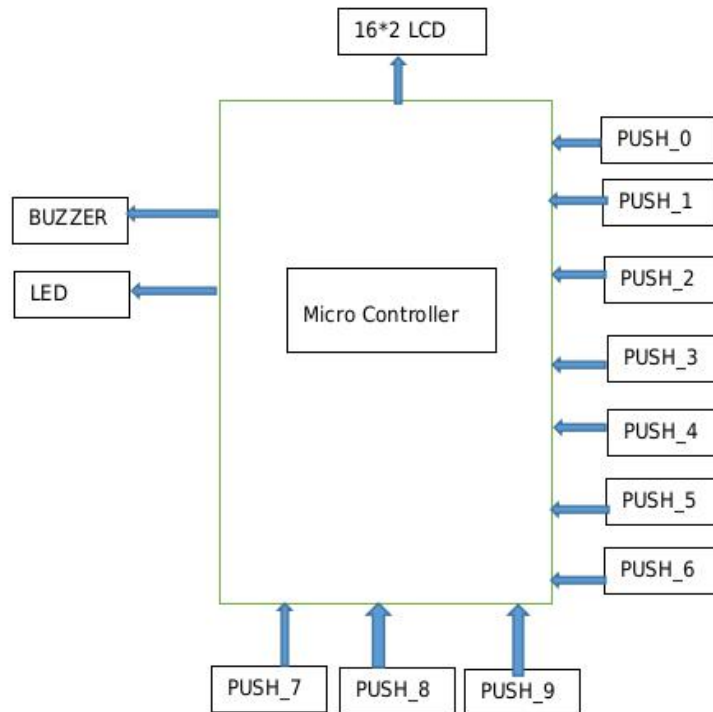 16*2 LCD
PUSH_0
PUSH_1
BUZZER
PUSH_2
LED
Micro Controller
PUSH_3
PUSH_4
PUSH_5
PUSH_6
PUSH_7
PUSH_8
PUSH_9